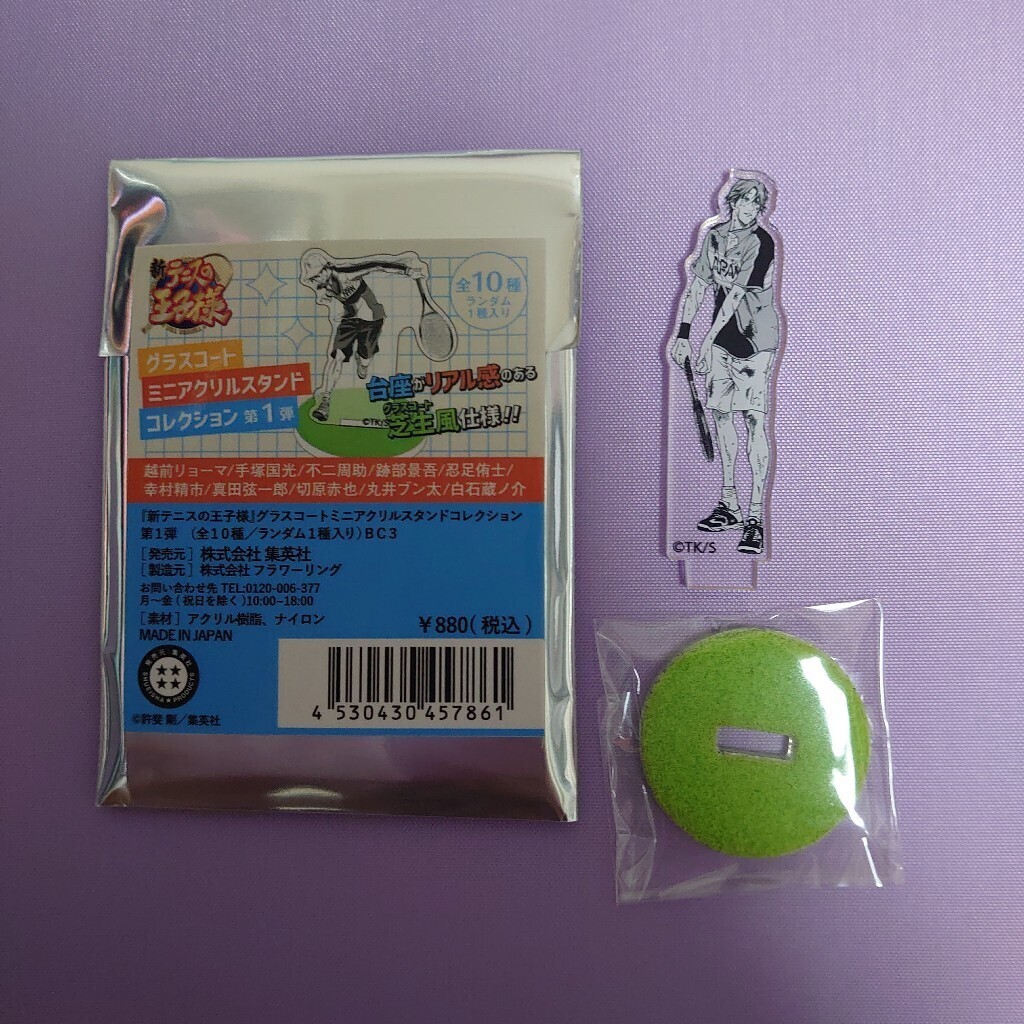 新テニスの
王子様
全10種
ランダム
1種入り
グラスコート
ミニアクリルスタンド
コレクション 第1弾
台座がリアル感のある
グラスコート
芝生風仕様!!
©TK/S
越前リョーマ/手塚国光/不二周助/跡部景吾/忍足侑士/
幸村精市/真田弦一郎/切原赤也/丸井ブン太/白石蔵ノ介
『新テニスの王子様』グラスコートミニアクリルスタンドコレクション
第1弾 (全10種/ランダム1種入り)BC3
[発売元] 株式会社 集英社
[製造元] 株式会社 フラワーリング
お問い合わせ先 TEL:0120-006-377
月~金(祝日を除く)10:00~18:00
[素材] アクリル樹脂、ナイロン
MADE IN JAPAN
¥880(税込)
発売元 集英社
SHUEISHA ★ PRODUCTS
4 530430 457861
©許斐 剛/集英社
JAPAN
©TK/S